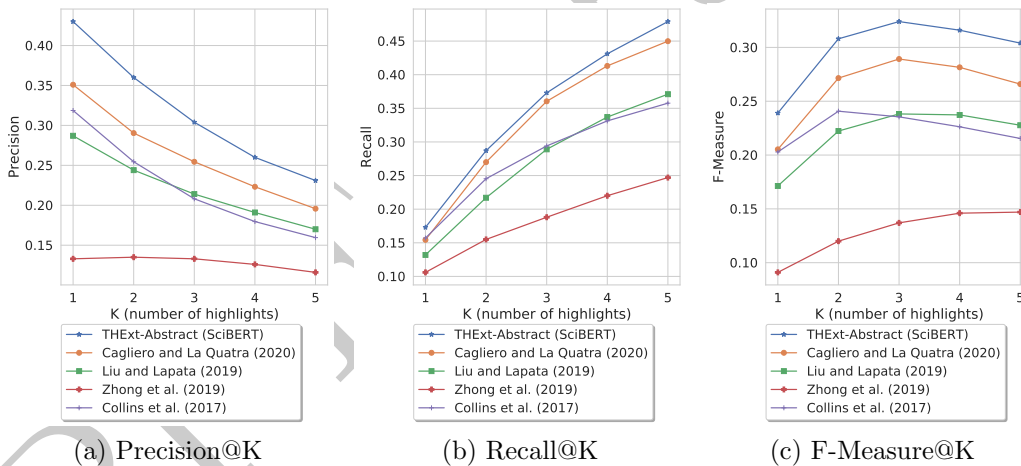 0.40
0.35
0.30
0.25
0.20
0.15
Precision
1 2 3 4 5
K (number of highlights)
THExt-Abstract (SciBERT)
Cagliero and La Quatra (2020)
Liu and Lapata (2019)
Zhong et al. (2019)
Collins et al. (2017)
(a) Precision@K
0.45
0.40
0.35
0.30
0.25
0.20
0.15
0.10
Recall
1 2 3 4 5
K (number of highlights)
THExt-Abstract (SciBERT)
Cagliero and La Quatra (2020)
Liu and Lapata (2019)
Zhong et al. (2019)
Collins et al. (2017)
(b) Recall@K
0.30
0.25
0.20
0.15
0.10
F-Measure
1 2 3 4 5
K (number of highlights)
THExt-Abstract (SciBERT)
Cagliero and La Quatra (2020)
Liu and Lapata (2019)
Zhong et al. (2019)
Collins et al. (2017)
(c) F-Measure@K